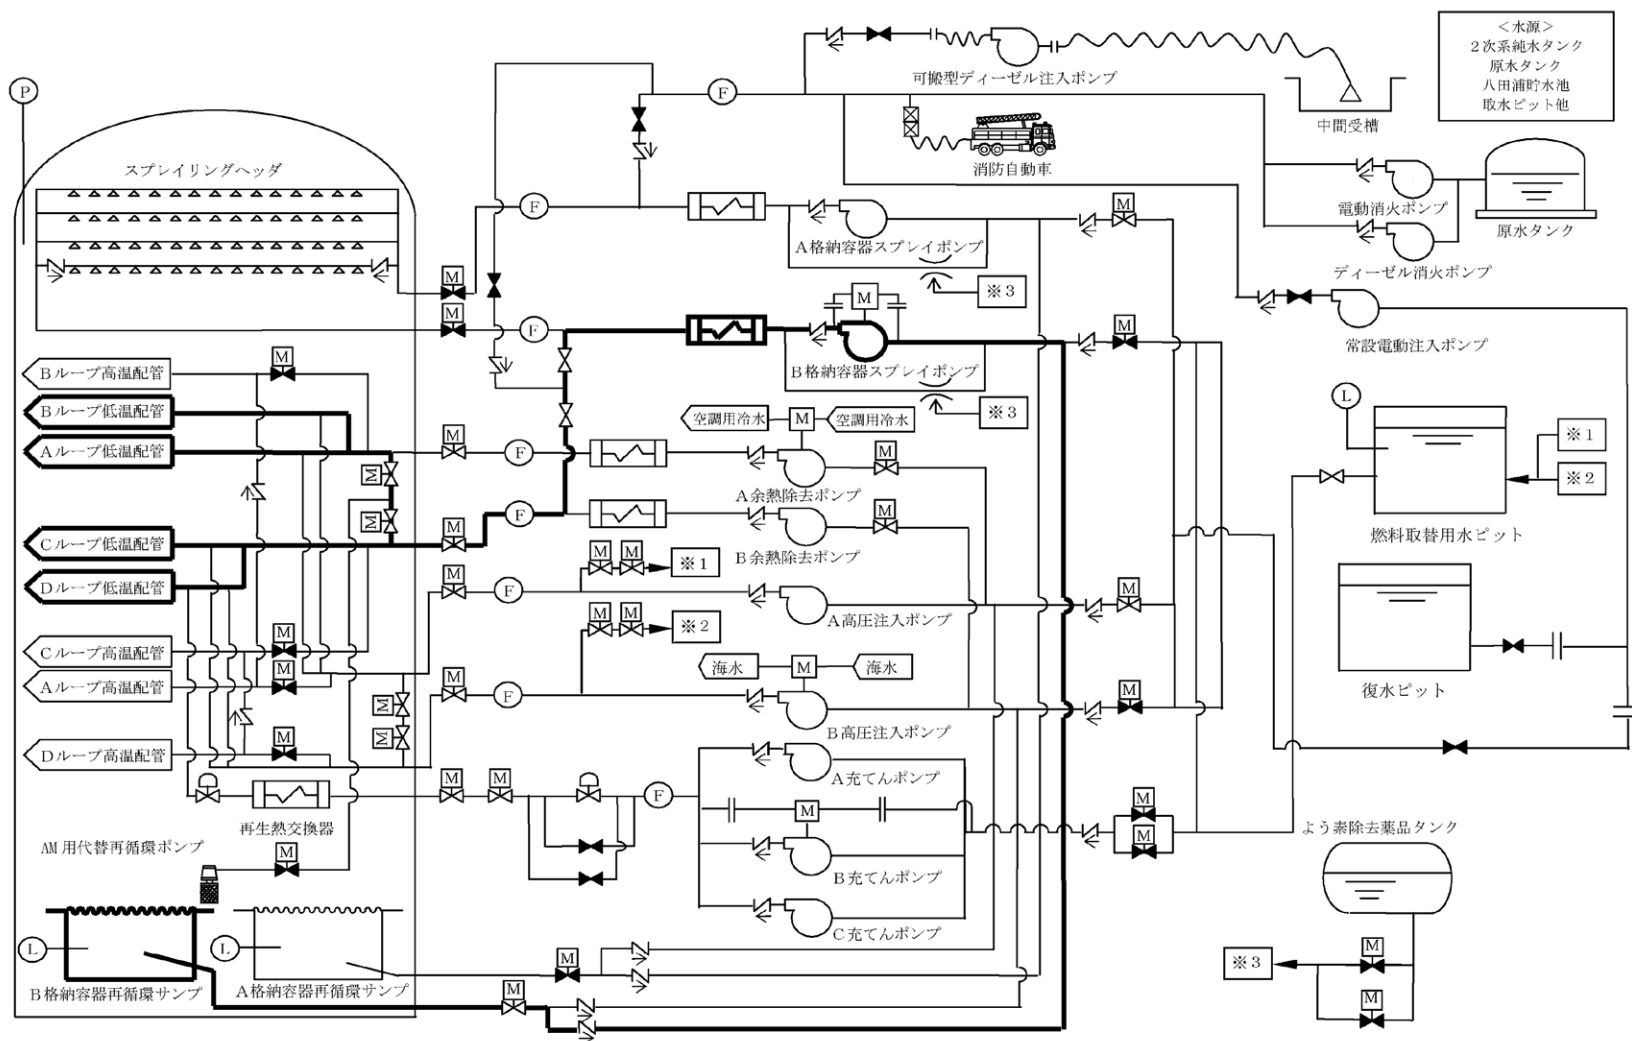 <水源>
2次系純水タンク
原水タンク
八田浦貯水池
取水ピット他
可搬型ディーゼル注入ポンプ
中間受槽
P
F
消防自動車
スプレイリングヘッダ
電動消火ポンプ
原水タンク
ディーゼル消火ポンプ
F
M
A格納容器スプレイポンプ
※3
M
M
M
F
M
M
常設電動注入ポンプ
B格納容器スプレイポンプ
※3
Bループ高温配管
M
Bループ低温配管
Aループ低温配管
空調用冷水
M
空調用冷水
L
※1
※2
M
F
M
A余熱除去ポンプ
M
M
燃料取替用水ピット
Cループ低温配管
M
F
M
B余熱除去ポンプ
Dループ低温配管
M
M
※1
M
F
A高圧注入ポンプ
M
M
M
※2
Cループ高温配管
M
Aループ高温配管
M
海水
M
海水
復水ピット
M
F
M
M
B高圧注入ポンプ
M
Dループ高温配管
M
A充てんポンプ
M
M
F
M
M
M
再生熱交換器
よう素除去薬品タンク
AM用代替再循環ポンプ
M
B充てんポンプ
C充てんポンプ
L
L
M
M
※3
B格納容器再循環サンプ
A格納容器再循環サンプ
M
M